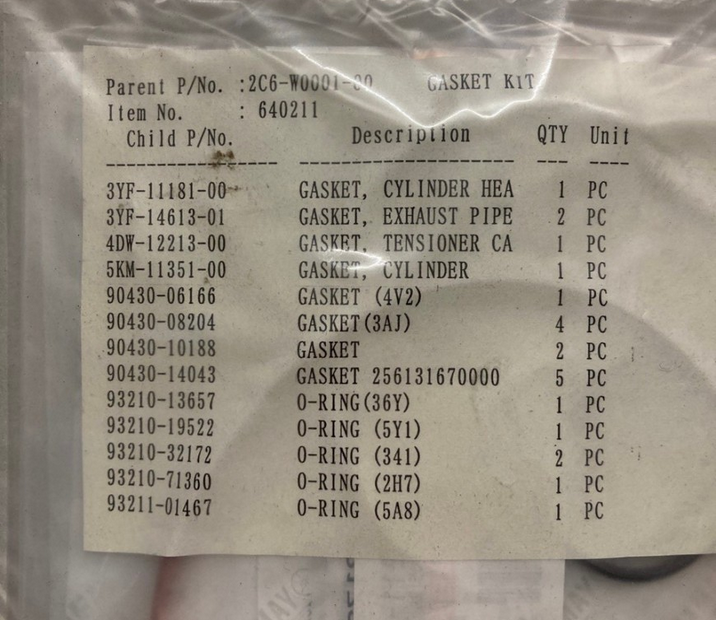 Parent P/No. :2C6-W0001-00 GASKET KIT
Item No. : 640211
Child P/No. Description QTY Unit
3YF-11181-00 GASKET, CYLINDER HEA 1 PC
3YF-14613-01 GASKET, EXHAUST PIPE 2 PC
4DW-12213-00 GASKET, TENSIONER CA 1 PC
5KM-11351-00 GASKET, CYLINDER 1 PC
90430-06166 GASKET (4V2) 1 PC
90430-08204 GASKET(3AJ) 4 PC
90430-10188 GASKET 2 PC
90430-14043 GASKET 256131670000 5 PC
93210-13657 O-RING(36Y) 1 PC
93210-19522 O-RING (5Y1) 1 PC
93210-32172 O-RING (341) 2 PC
93210-71360 O-RING (2H7) 1 PC
93211-01467 O-RING (5A8) 1 PC